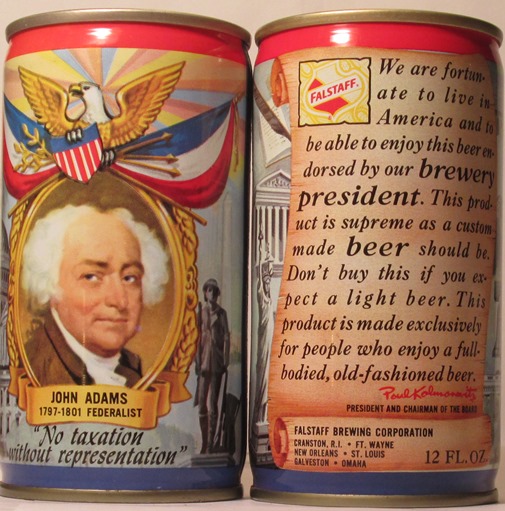 JOHN ADAMS
1797-1801 FEDERALIST
"No taxation
without representation"
FALSTAFF.
We are fortun-
ate to live in
America and to
be able to enjoy this beer en-
dorsed by our brewery
president. This prod-
uct is supreme as a custom
made beer should be.
Don't buy this if you ex-
pect a light beer. This
product is made exclusively
for people who enjoy a full-
bodied, old-fashioned beer.
Paul Kalmanovitz
PRESIDENT AND CHAIRMAN OF THE BOARD
FALSTAFF BREWING CORPORATION
CRANSTON, R.I. • FT. WAYNE
NEW ORLEANS • ST. LOUIS
GALVESTON • OMAHA
12 FL. OZ.